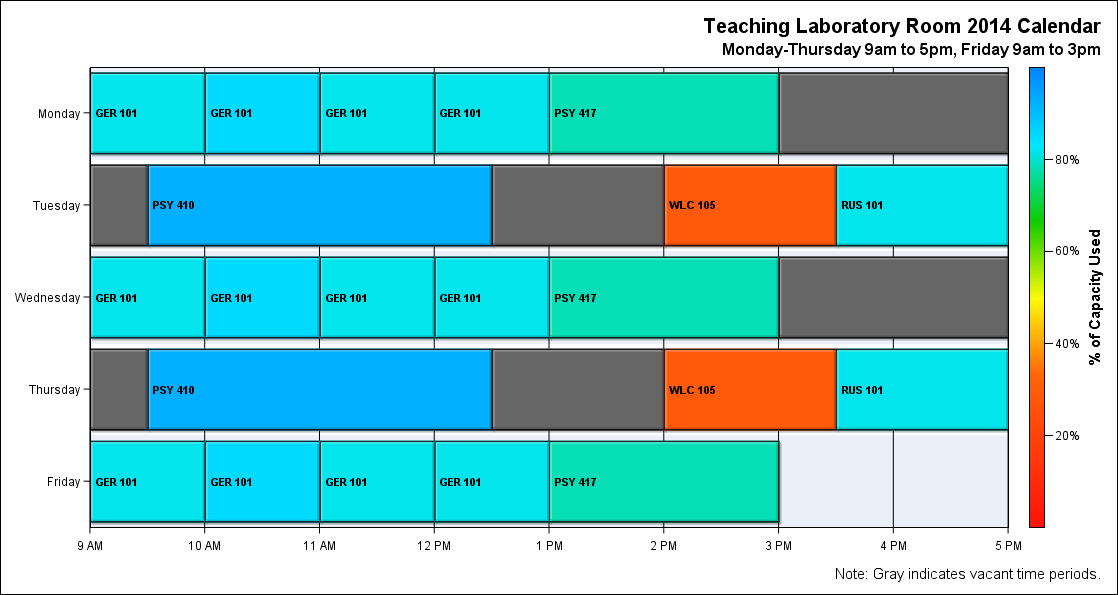 Teaching Laboratory Room 2014 Calendar
Monday-Thursday 9am to 5pm, Friday 9am to 3pm
Monday
GER 101 GER 101 GER 101 GER 101 PSY 417
Tuesday
PSY 410 WLC 105 RUS 101
Wednesday
GER 101 GER 101 GER 101 GER 101 PSY 417
Thursday
PSY 410 WLC 105 RUS 101
Friday
GER 101 GER 101 GER 101 GER 101 PSY 417
9 AM 10 AM 11 AM 12 PM 1 PM 2 PM 3 PM 4 PM 5 PM
80%
60%
40%
20%
% of Capacity Used
Note: Gray indicates vacant time periods.